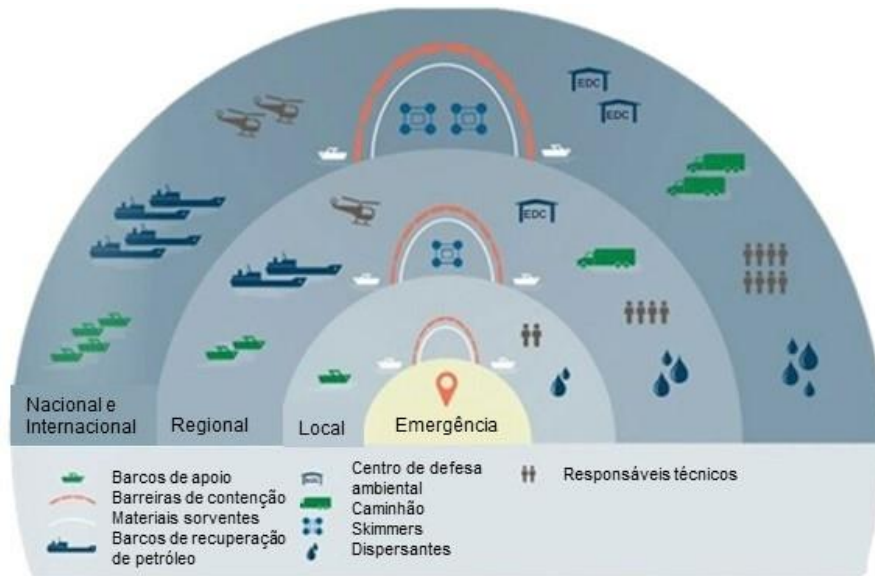 EDC
EDC
EDC
Nacional e
Internacional
Regional
Local
Emergência
Barcos de apoio
Barreiras de contenção
Materiais sorventes
Barcos de recuperação
de petróleo
Centro de defesa
ambiental
Caminhão
Skimmers
Dispersantes
Responsáveis técnicos